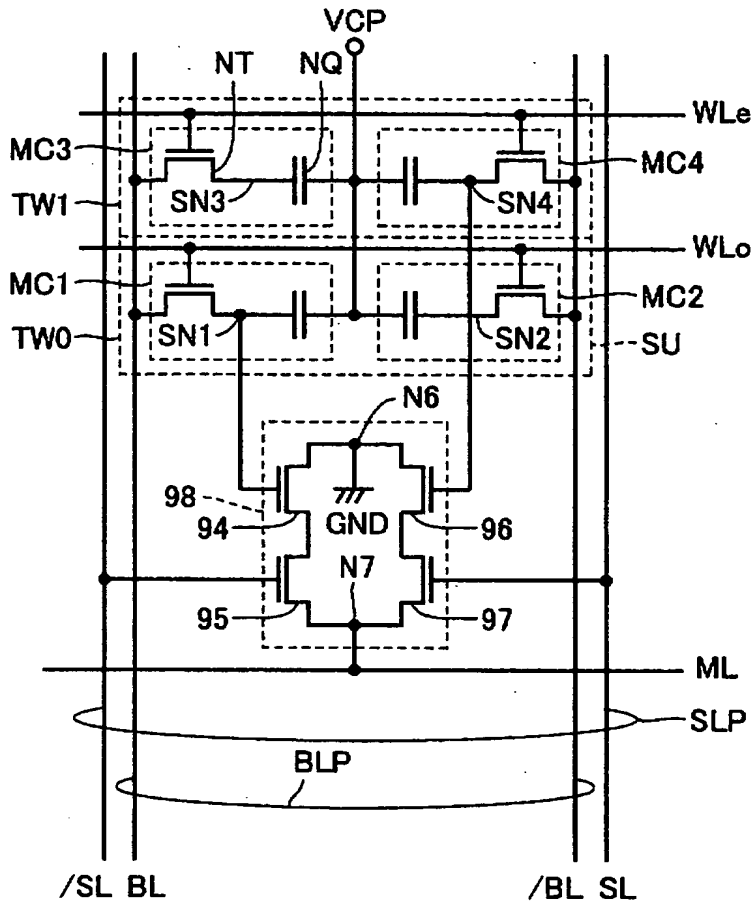 VCP
NT NQ
WLe
MC3 MC4
SN3 SN4
TW1
WLo
MC1 MC2
SN1 SN2
TW0 SU
N6
98
94 GND 96
N7
95 97
ML
SLP
BLP
/SL BL /BL SL